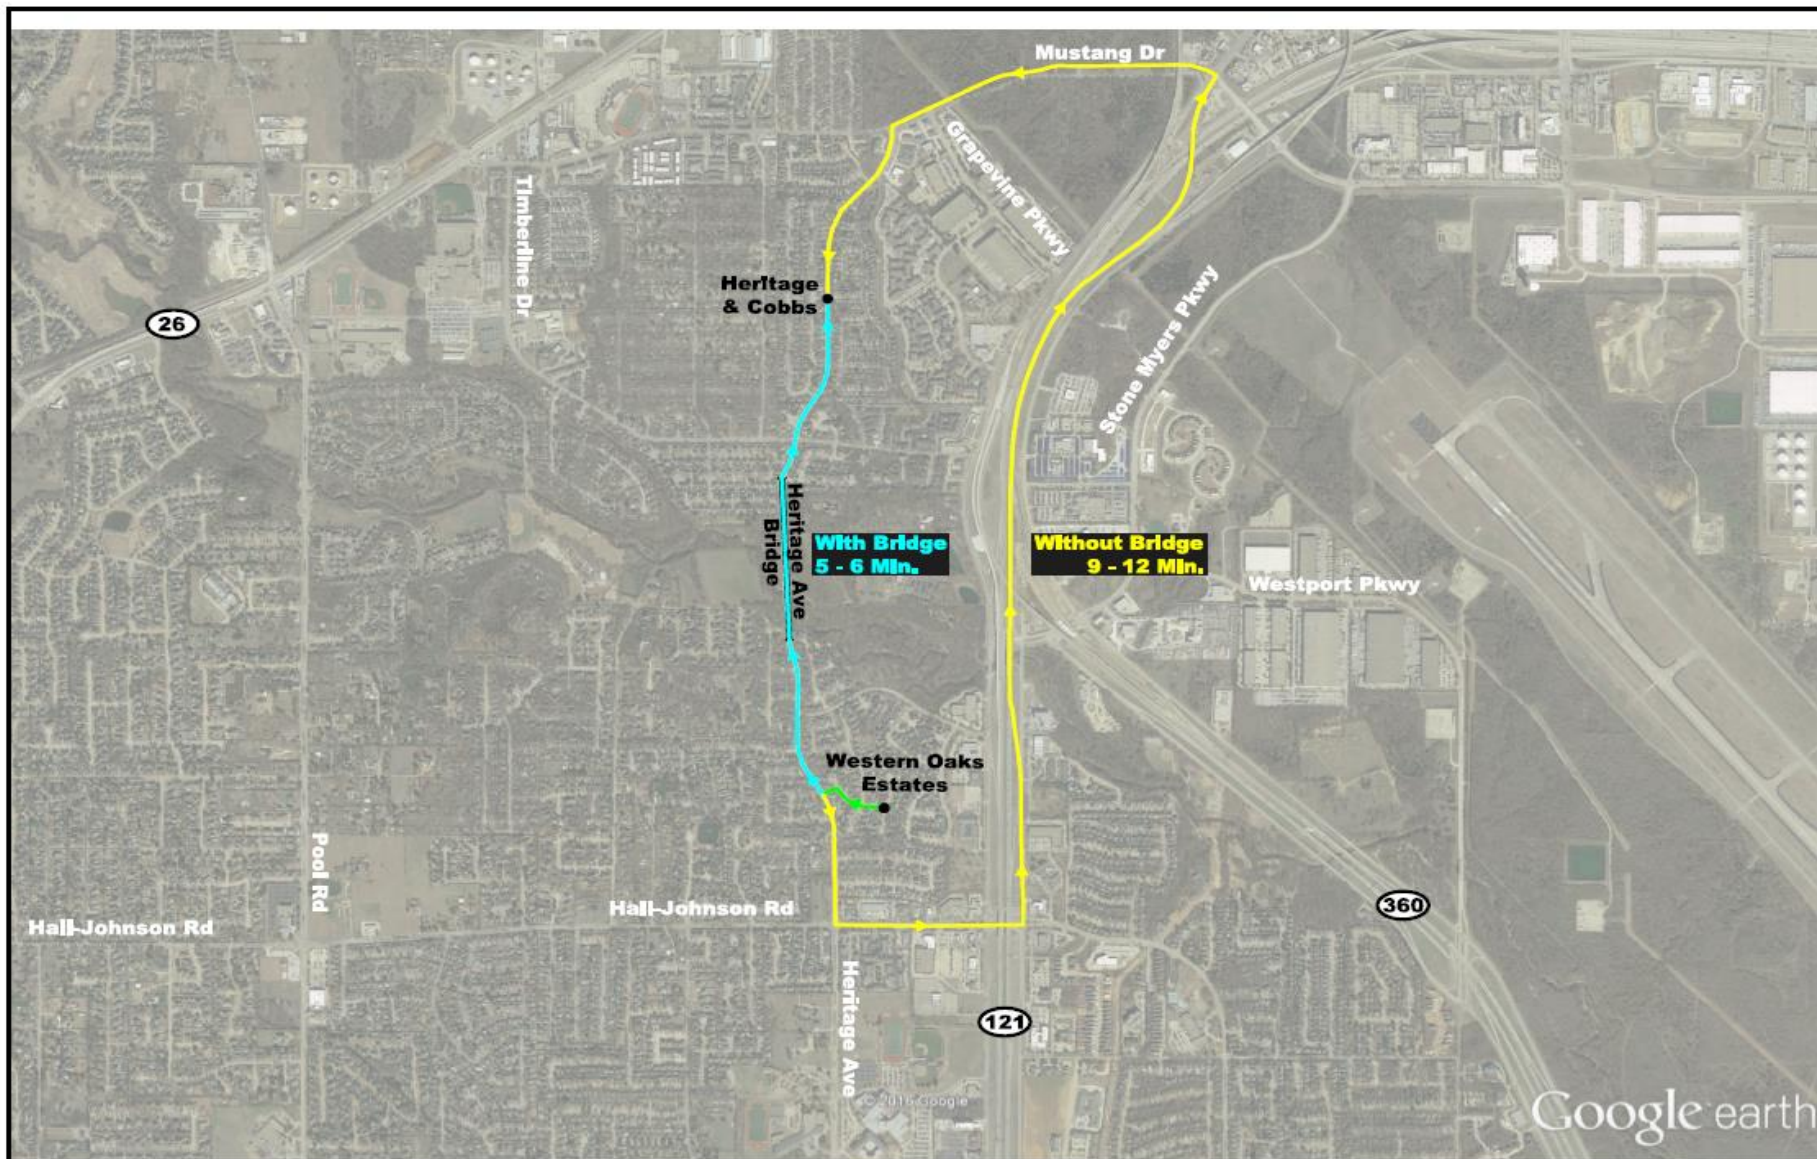 Mustang Dr
Grapevine Pkwy
Timberline Dr
Heritage
& Cobbs
26
Stone Myers Pkwy
Heritage Ave
Bridge
With Bridge
5 - 6 Min.
Without Bridge
9 - 12 Min.
Westport Pkwy
Western Oaks
Estates
Pool Rd
Hall-Johnson Rd
Hall-Johnson Rd
360
Heritage Ave
121
© 2016 Google
Google earth